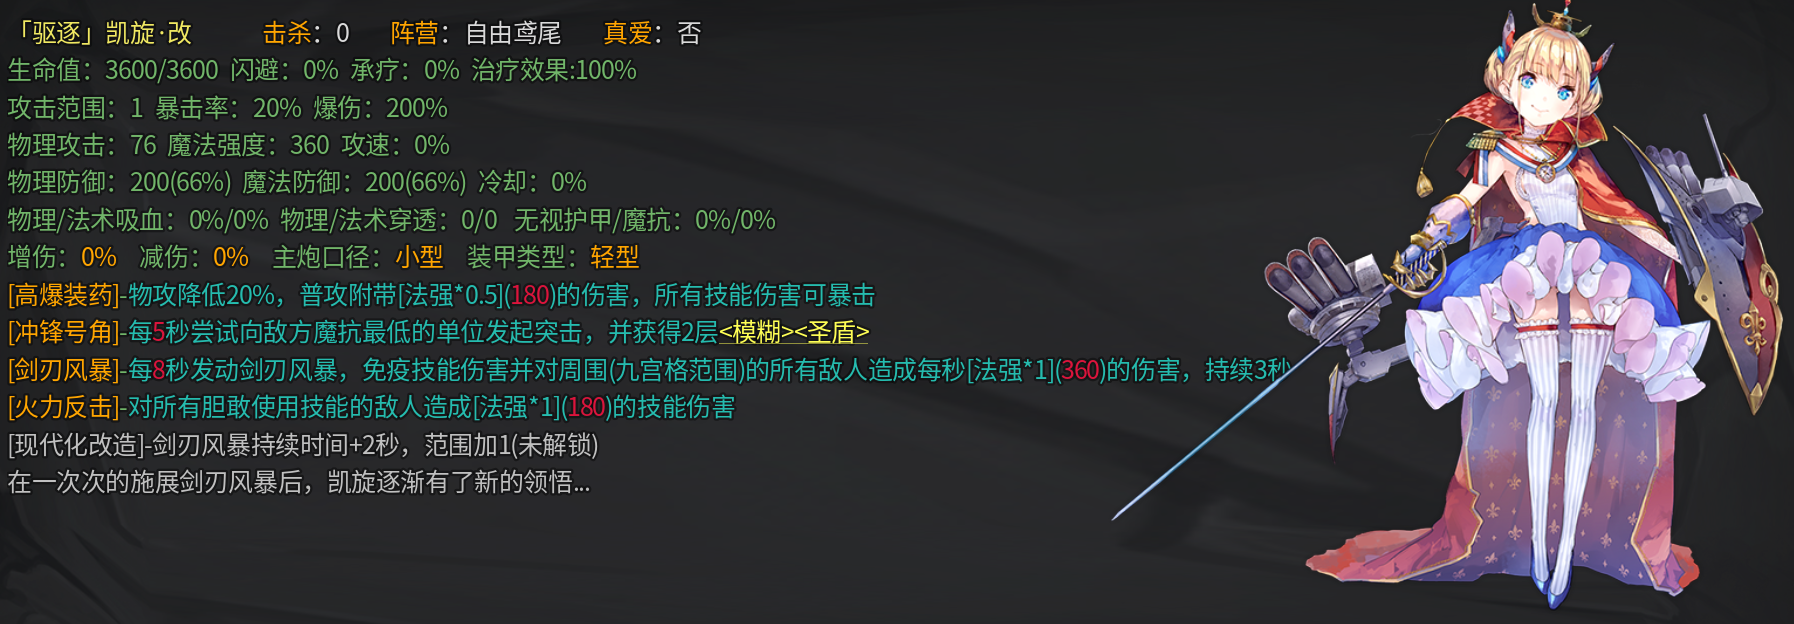 「驱逐」凯旋·改 击杀：0 阵营：自由鸢尾 真爱：否
生命值：3600/3600 闪避：0% 承疗：0% 治疗效果:100%
攻击范围：1 暴击率：20% 爆伤：200%
物理攻击：76 魔法强度：360 攻速：0%
物理防御：200(66%) 魔法防御：200(66%) 冷却：0%
物理/法术吸血：0%/0% 物理/法术穿透：0/0 无视护甲/魔抗：0%/0%
增伤：0% 减伤：0% 主炮口径：小型 装甲类型：轻型
[高爆装药]-物攻降低20%，普攻附带[法强*0.5](180)的伤害，所有技能伤害可暴击
[冲锋号角]-每5秒尝试向敌方魔抗最低的单位发起突击，并获得2层<模糊><圣盾>
[剑刃风暴]-每8秒发动剑刃风暴，免疫技能伤害并对周围(九宫格范围)的所有敌人造成每秒[法强*1](360)的伤害，持续3秒
[火力反击]-对所有胆敢使用技能的敌人造成[法强*1](180)的技能伤害
[现代化改造]-剑刃风暴持续时间+2秒，范围加1(未解锁)
在一次次的施展剑刃风暴后，凯旋逐渐有了新的领悟...